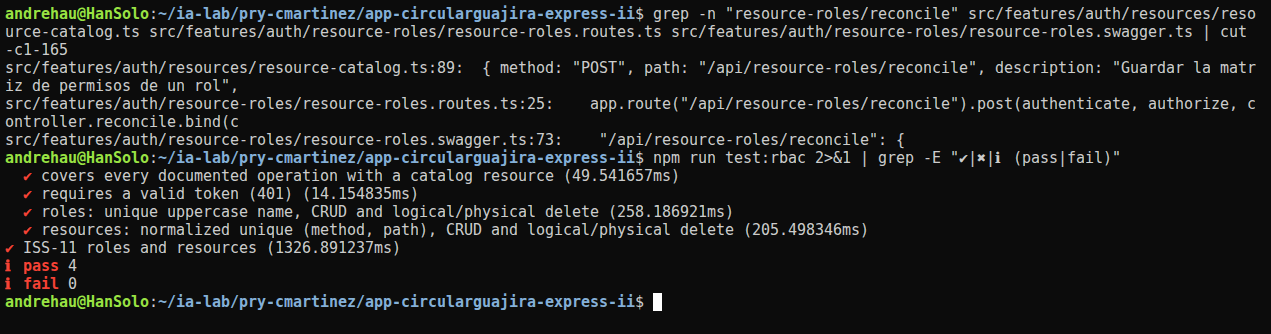 andrehau@HanSolo:~/ia-lab/pry-cmartinez/app-circularguajira-express-ii$ grep -n "resource-roles/reconcile" src/features/auth/resources/reso
urce-catalog.ts src/features/auth/resource-roles/resource-roles.routes.ts src/features/auth/resource-roles/resource-roles.swagger.ts | cut
-c1-165
src/features/auth/resources/resource-catalog.ts:89:  { method: "POST", path: "/api/resource-roles/reconcile", description: "Guardar la matr
iz de permisos de un rol",
src/features/auth/resource-roles/resource-roles.routes.ts:25:    app.route("/api/resource-roles/reconcile").post(authenticate, authorize, c
ontroller.reconcile.bind(c
src/features/auth/resource-roles/resource-roles.swagger.ts:73:    "/api/resource-roles/reconcile": {
andrehau@HanSolo:~/ia-lab/pry-cmartinez/app-circularguajira-express-ii$ npm run test:rbac 2>&1 | grep -E "✔|✖|ℹ (pass|fail)"
  ✔ covers every documented operation with a catalog resource (49.541657ms)
  ✔ requires a valid token (401) (14.154835ms)
  ✔ roles: unique uppercase name, CRUD and logical/physical delete (258.186921ms)
  ✔ resources: normalized unique (method, path), CRUD and logical/physical delete (205.498346ms)
✔ ISS-11 roles and resources (1326.891237ms)
ℹ pass 4
ℹ fail 0
andrehau@HanSolo:~/ia-lab/pry-cmartinez/app-circularguajira-express-ii$